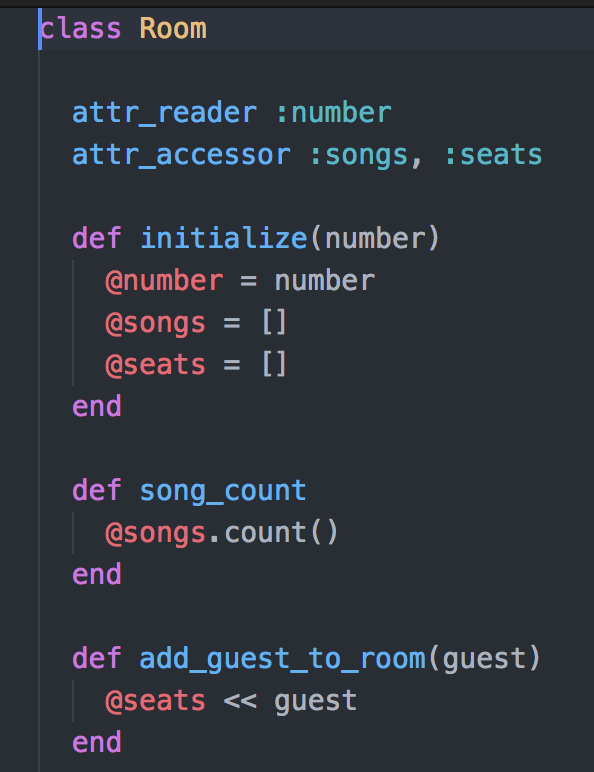 class Room
attr_reader :number
attr_accessor :songs, :seats
def initialize(number)
@number = number
@songs = []
@seats = []
end
def song_count
@songs.count()
end
def add_guest_to_room(guest)
@seats << guest
end